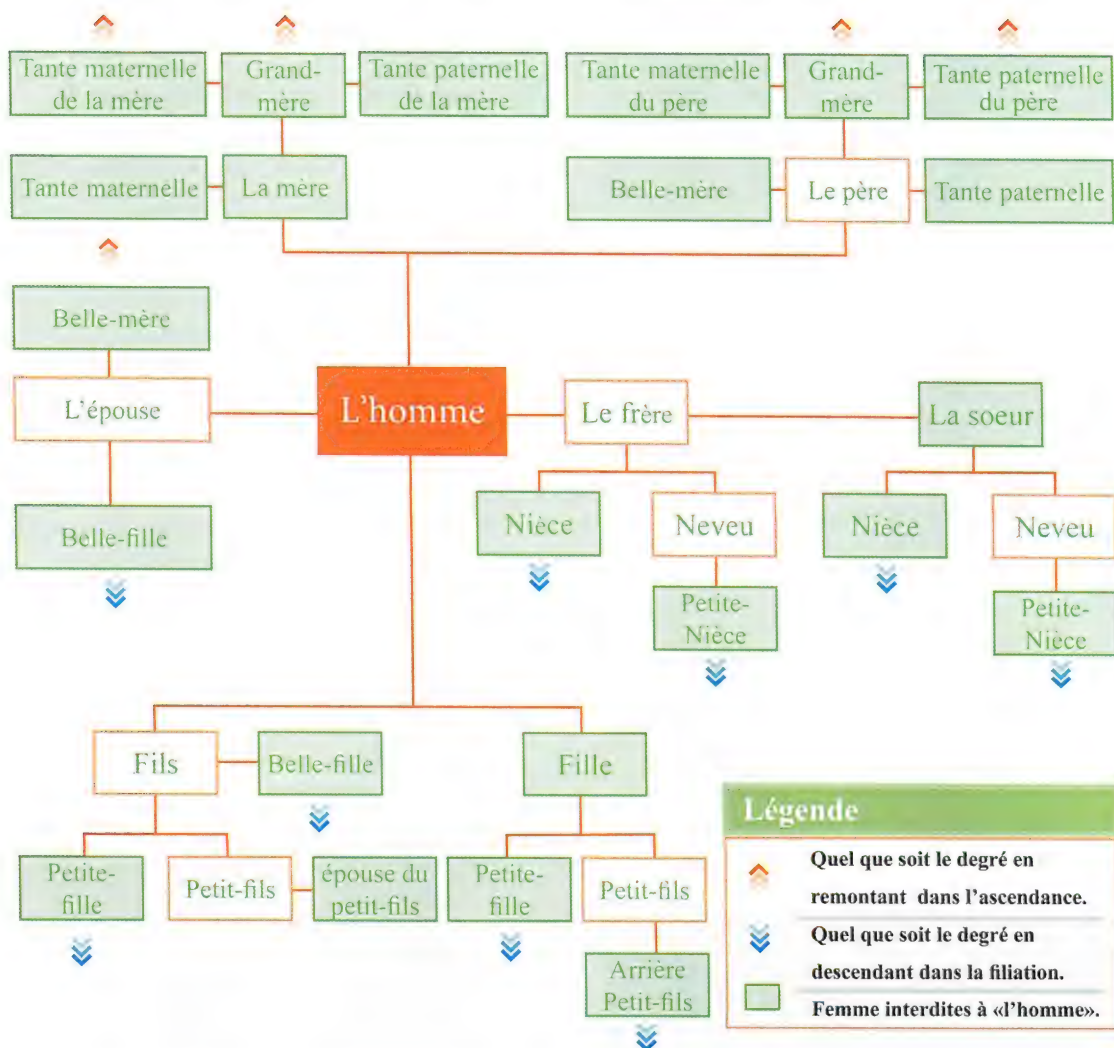 Tante maternelle
de la mère
Grand-
mère
Tante paternelle
de la mère
Tante maternelle
du père
Grand-
mère
Tante paternelle
du père
Tante maternelle
La mère
Belle-mère
Le père
Tante paternelle
Belle-mère
L'épouse
L'homme
Le frère
La soeur
Belle-fille
Nièce
Neveu
Nièce
Neveu
Petite-
Nièce
Petite-
Nièce
Fils
Belle-fille
Fille
Petite-
fille
Petit-fils
épouse du
petit-fils
Petite-
fille
Petit-fils
Arrière
Petit-fils
Légende
Quel que soit le degré en
remontant dans l'ascendance.
Quel que soit le degré en
descendant dans la filiation.
Femme interdites à «l'homme».